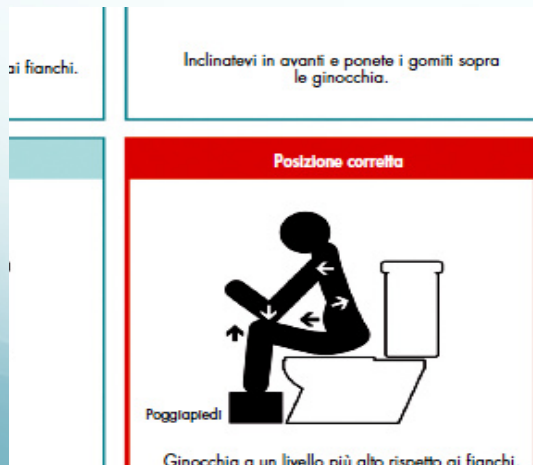 ai fianchi.
Inclinatevi in avanti e ponete i gomiti sopra
le ginocchia.
Posizione corretta
Poggiapiedi
Ginocchia a un livello più alto rispetto ai fianchi